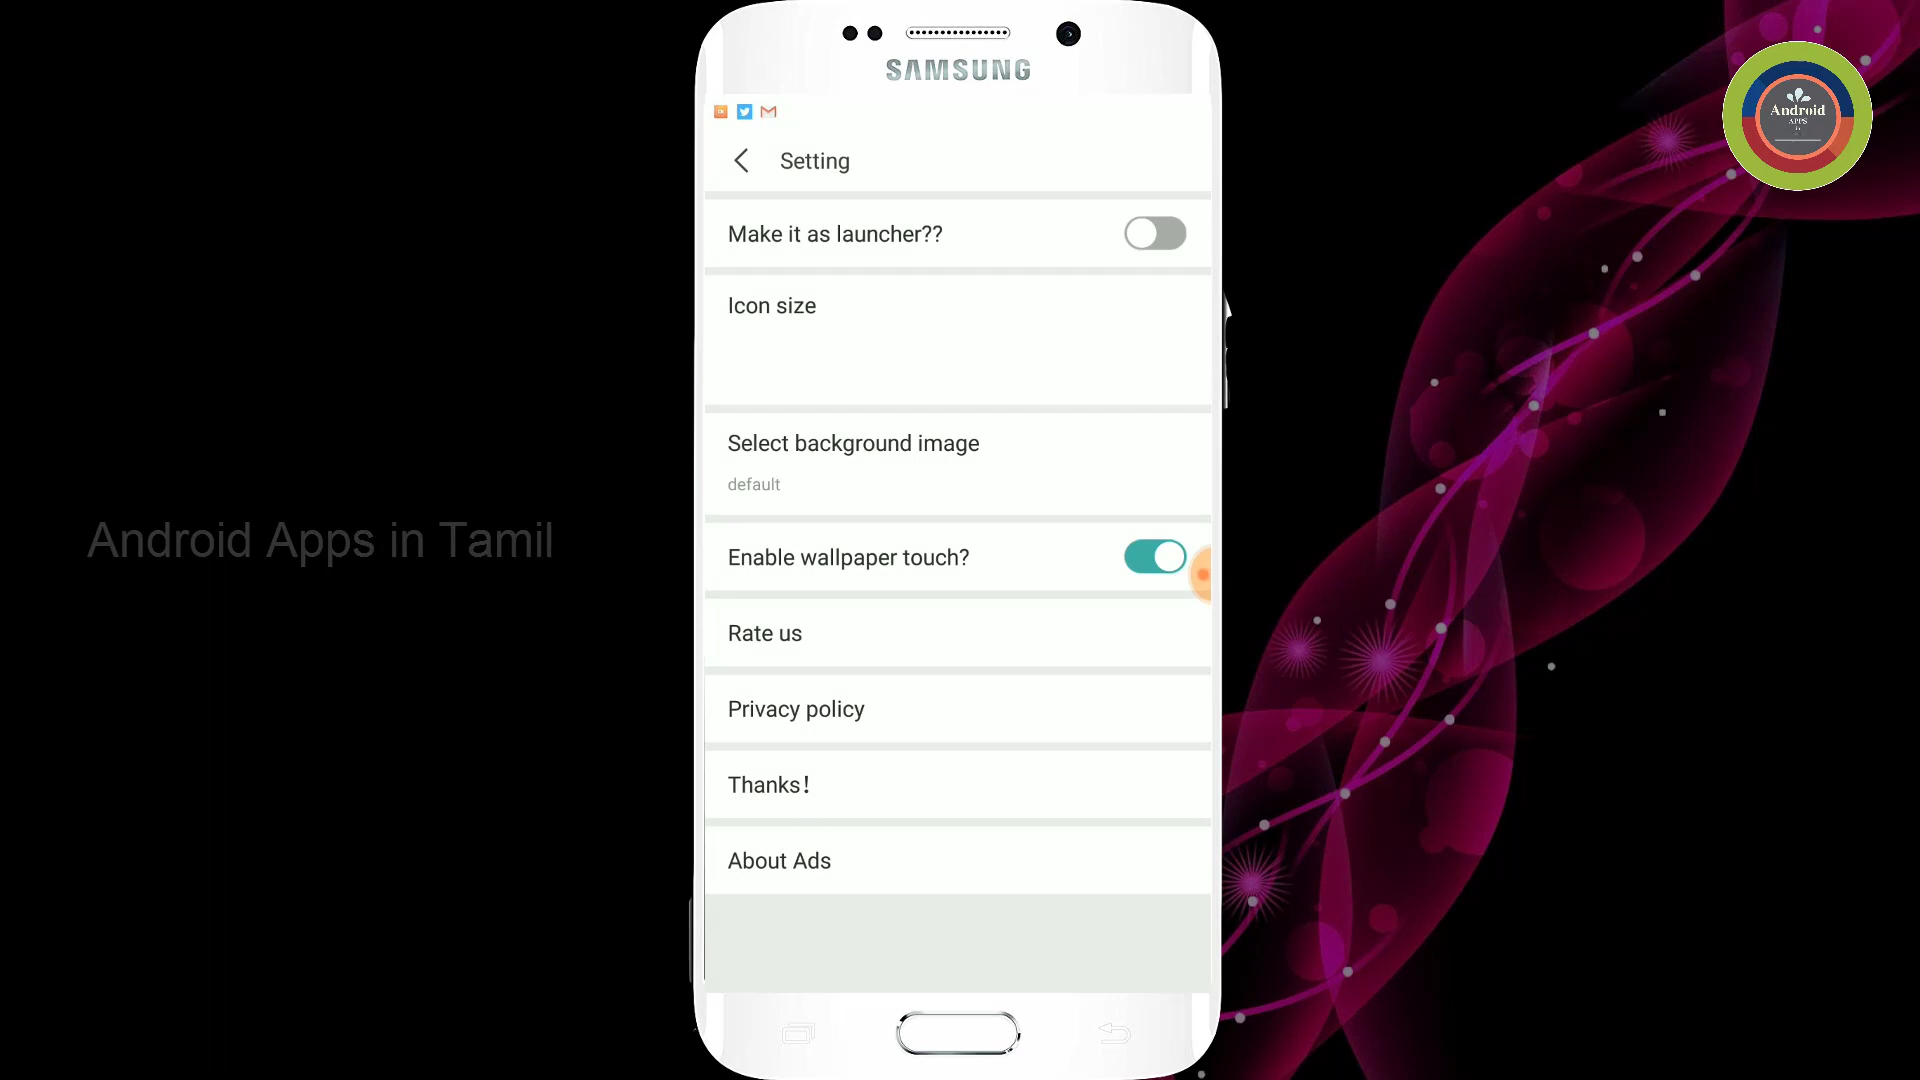 SAMSUNG
Setting
Make it as launcher??
Icon size
Select background image
default
Enable wallpaper touch?
Rate us
Privacy policy
Thanks!
About Ads
Android Apps in Tamil
Android
APPS